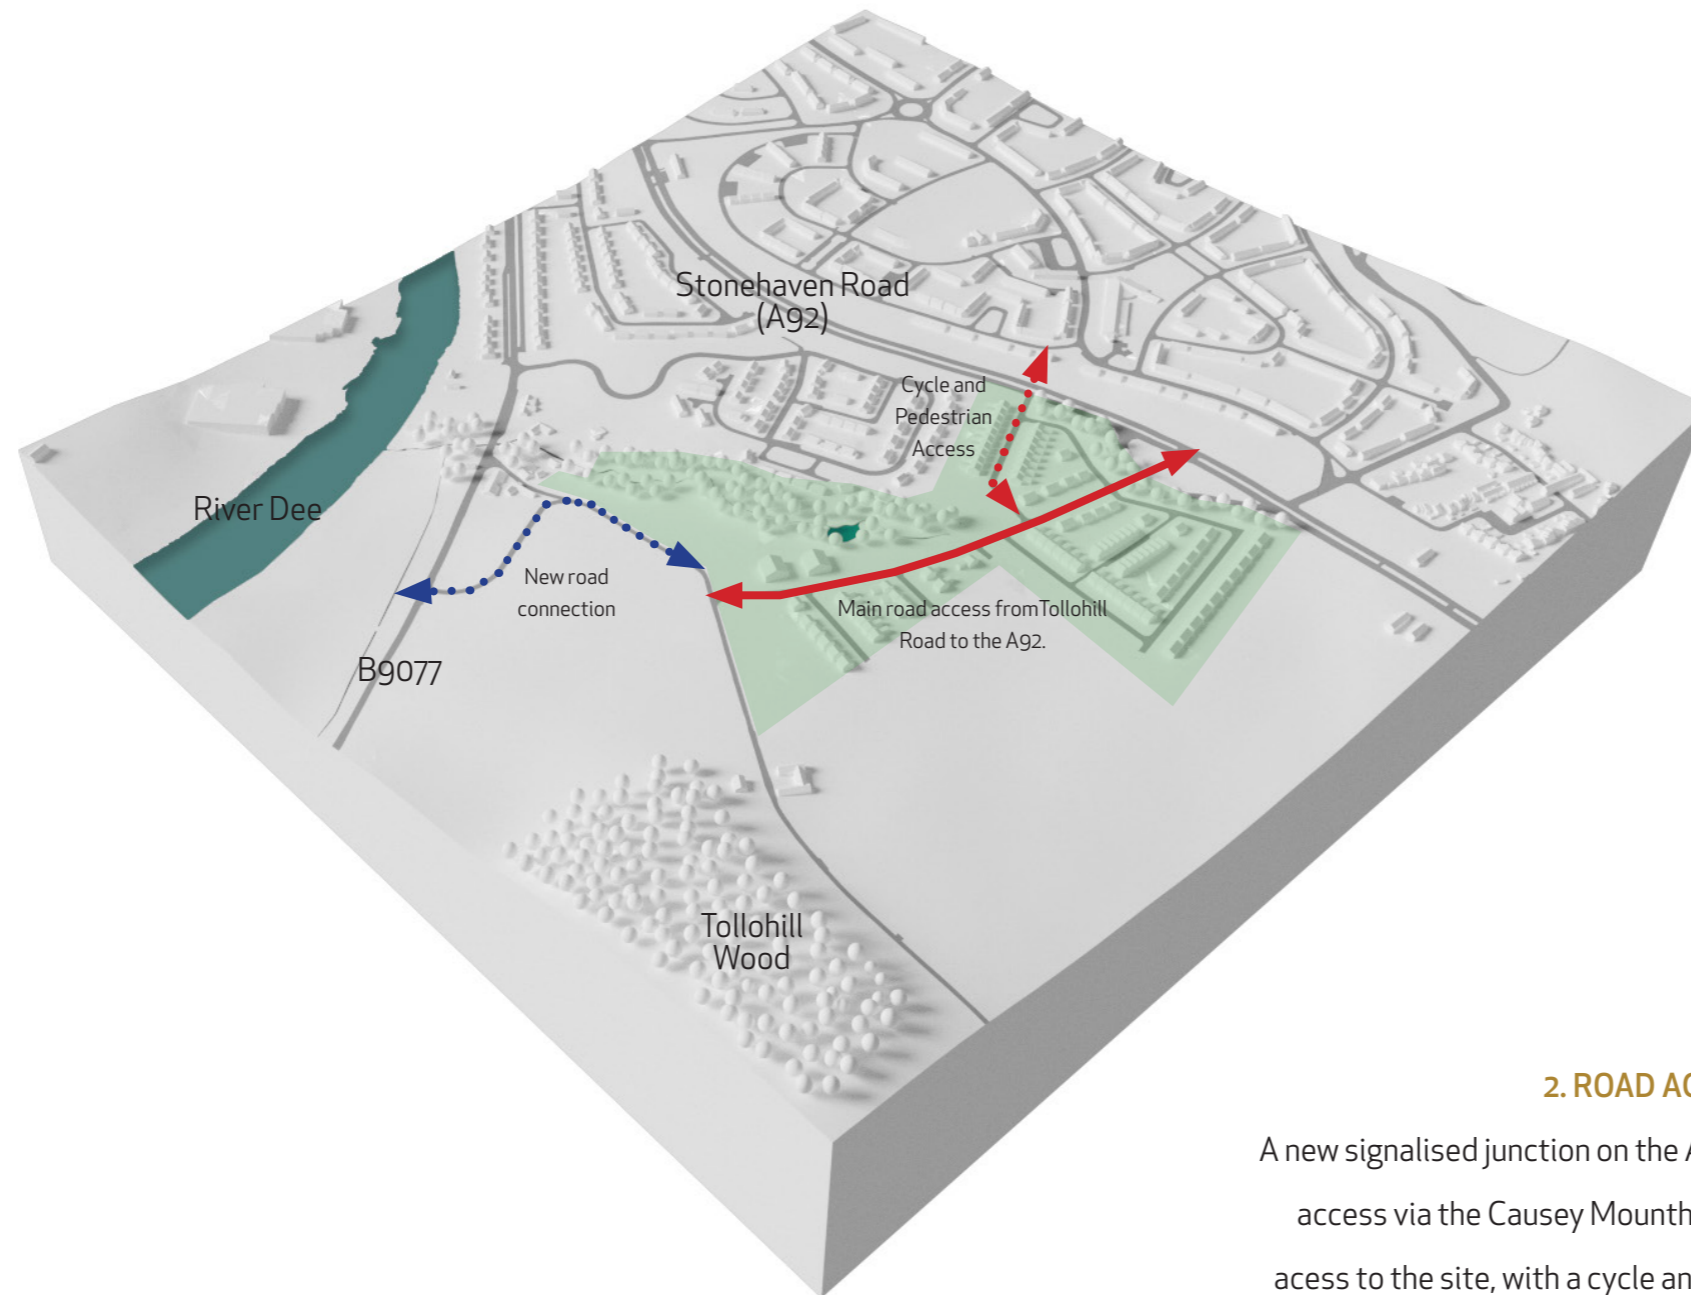 Stonehaven Road
(A92)
Cycle and
Pedestrian
Access
River Dee
New road
connection
Main road access from Tollohill
Road to the A92.
B9077
Tollohill
Wood
2. ROAD
A new signalised junction on the
access via the Causey Mounth
acess to the site, with a cycle